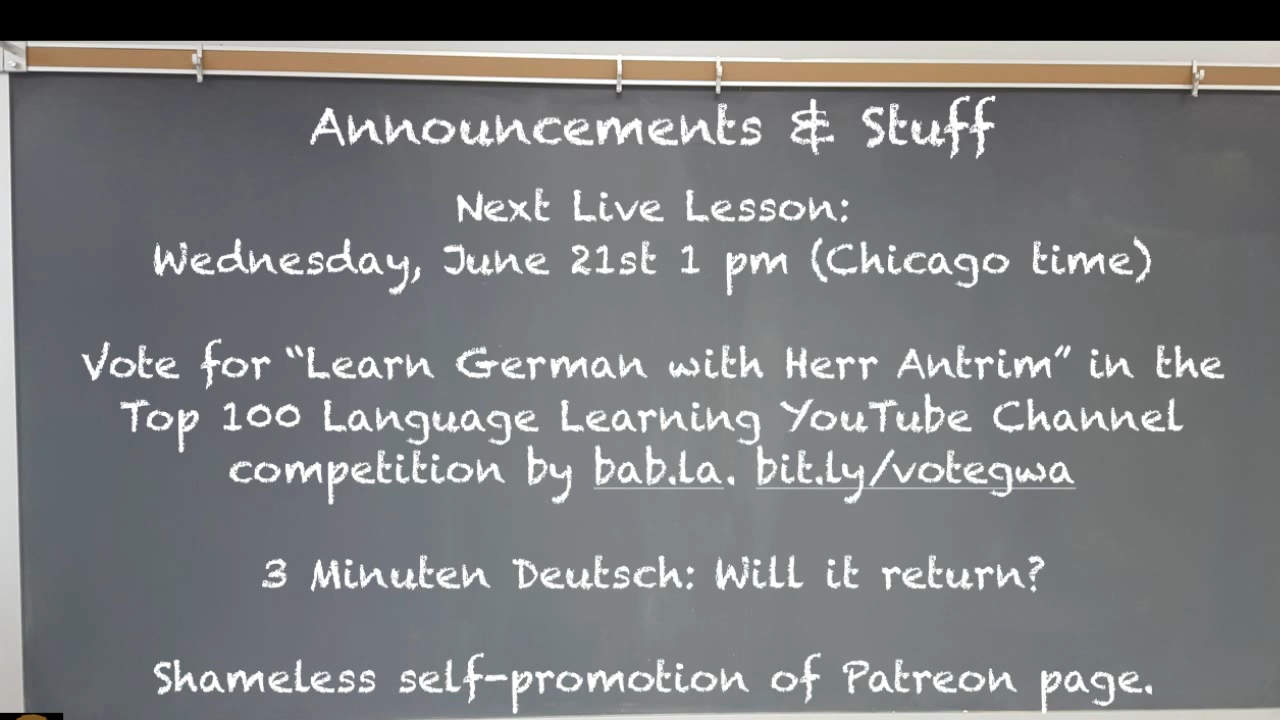 Announcements & Stuff
Next Live Lesson:
Wednesday, June 21st 1 pm (Chicago time)
Vote for “Learn German with Herr Antrim” in the
Top 100 Language Learning YouTube Channel
competition by bab.la. bit.ly/votegwa
3 Minuten Deutsch: Will it return?
Shameless self-promotion of Patreon page.